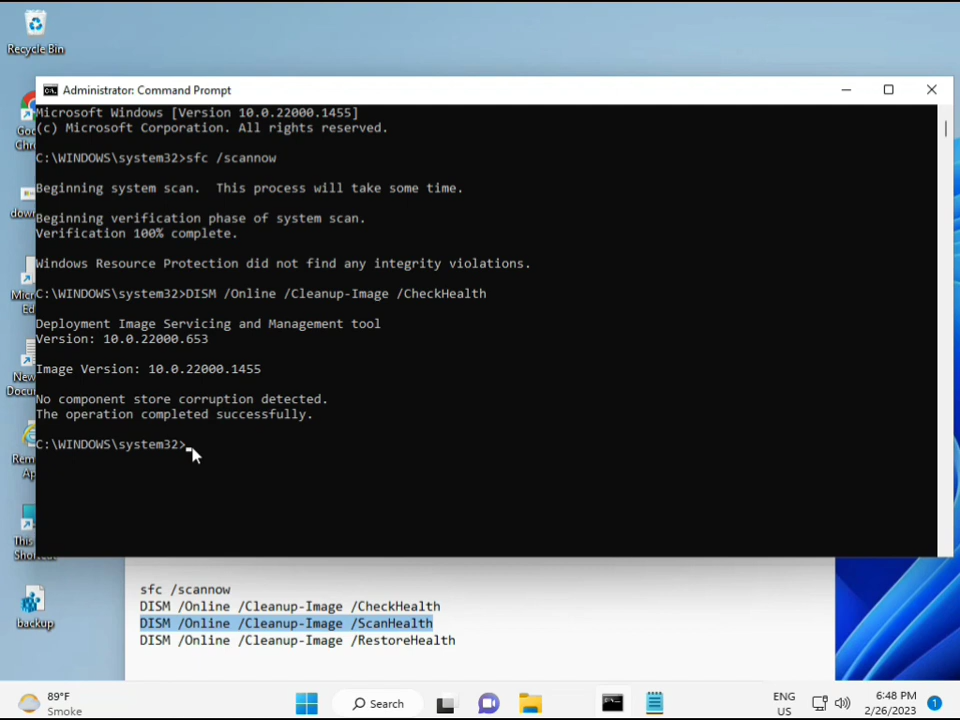 Recycle Bin
Administrator: Command Prompt
Microsoft Windows [Version 10.0.22000.1455]
(c) Microsoft Corporation. All rights reserved.
C:\WINDOWS\system32>sfc /scannow
Beginning system scan.  This process will take some time.
Beginning verification phase of system scan.
Verification 100% complete.
Windows Resource Protection did not find any integrity violations.
C:\WINDOWS\system32>DISM /Online /Cleanup-Image /CheckHealth
Deployment Image Servicing and Management tool
Version: 10.0.22000.653
Image Version: 10.0.22000.1455
No component store corruption detected.
The operation completed successfully.
C:\WINDOWS\system32>
backup
sfc /scannow
DISM /Online /Cleanup-Image /CheckHealth
DISM /Online /Cleanup-Image /ScanHealth
DISM /Online /Cleanup-Image /RestoreHealth
89°F
Smoke
Search
ENG
US
6:48 PM
2/26/2023
1